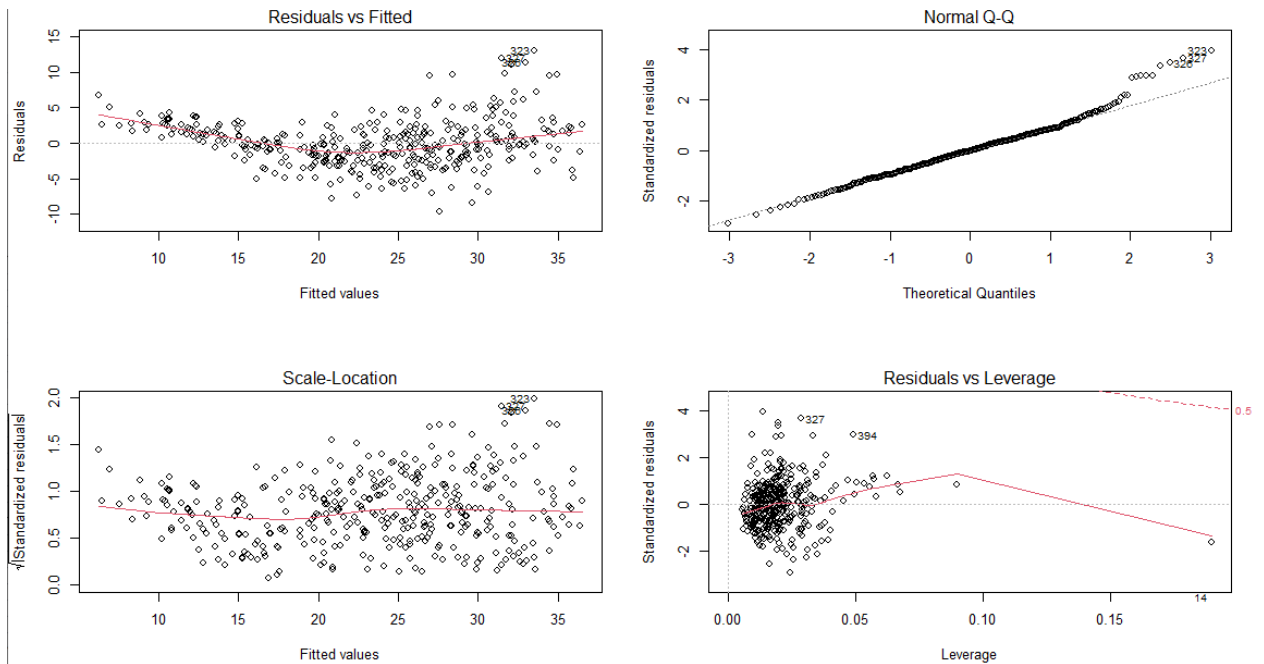 Residuals vs Fitted
15
10
5
0
-5
-10
Residuals
323
327
10 15 20 25 30 35
Fitted values
Normal Q-Q
4
2
0
-2
Standardized residuals
323
327
326
-3 -2 -1 0 1 2 3
Theoretical Quantiles
Scale-Location
2.0
1.5
1.0
0.5
0.0
√|Standardized residuals|
323
327
10 15 20 25 30 35
Fitted values
Residuals vs Leverage
4
2
0
-2
Standardized residuals
327
394
14
0.5
0.00 0.05 0.10 0.15
Leverage